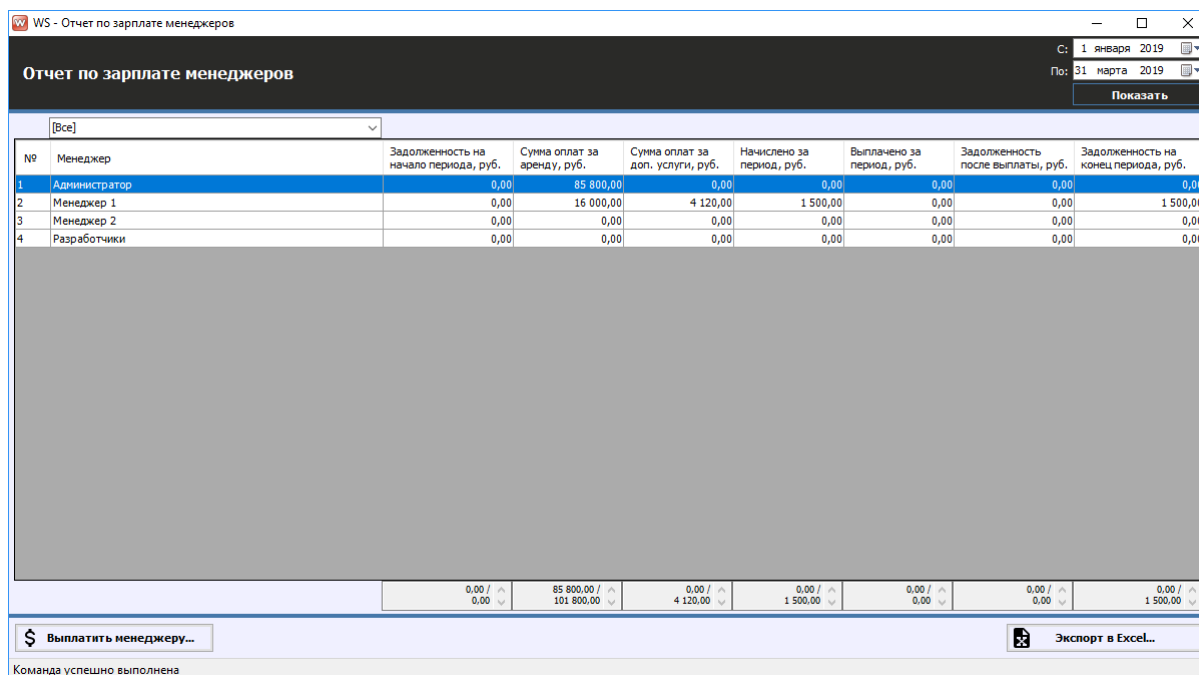 WS - Отчет по зарплате менеджеров
С: 1 января 2019
Отчет по зарплате менеджеров
По: 31 марта 2019
Показать
[Все]
№ Менеджер Задолженность на начало периода, руб. Сумма оплат за аренду, руб. Сумма оплат за доп. услуги, руб. Начислено за период, руб. Выплачено за период, руб. Задолженность после выплаты, руб. Задолженность на конец периода, руб.
1 Администратор 0,00 85 800,00 0,00 0,00 0,00 0,00 0,00
2 Менеджер 1 0,00 16 000,00 4 120,00 1 500,00 0,00 0,00 1 500,00
3 Менеджер 2 0,00 0,00 0,00 0,00 0,00 0,00 0,00
4 Разработчики 0,00 0,00 0,00 0,00 0,00 0,00 0,00
0,00 / 85 800,00 / 0,00 / 0,00 / 0,00 / 0,00 / 0,00 /
0,00 101 800,00 4 120,00 1 500,00 0,00 0,00 1 500,00
$ Выплатить менеджеру... Экспорт в Excel...
Команда успешно выполнена